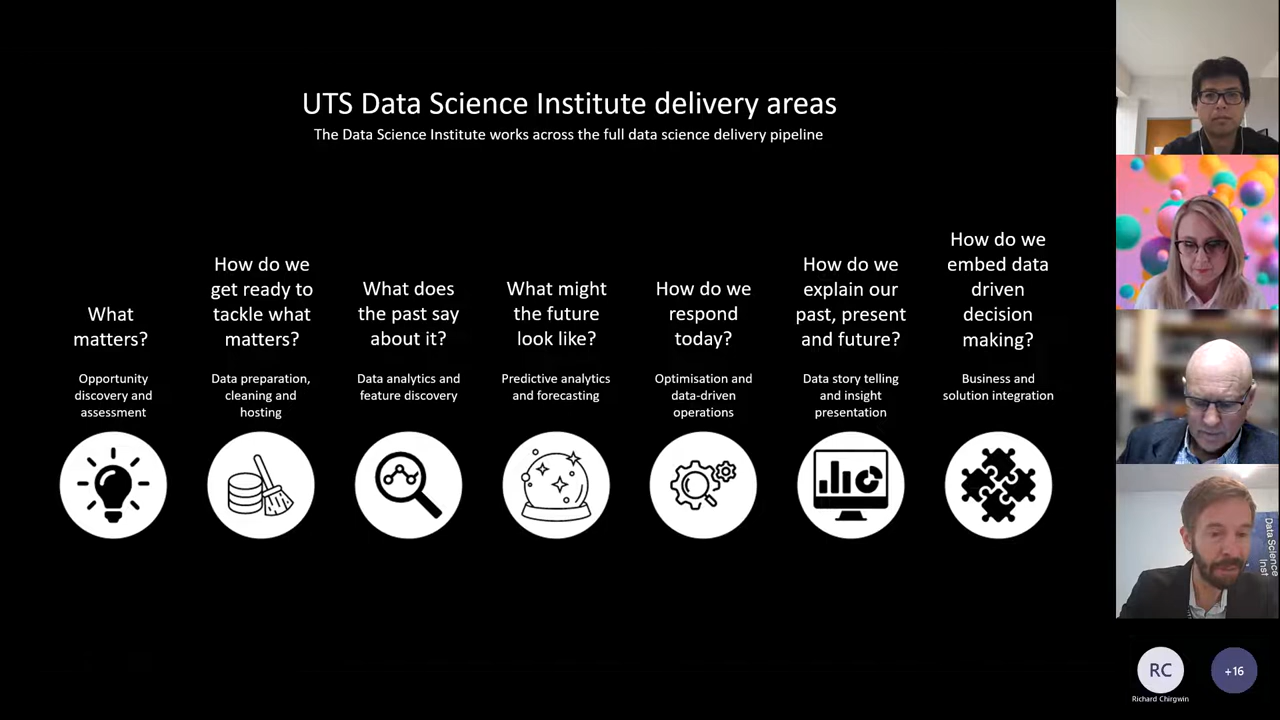 UTS Data Science Institute delivery areas
The Data Science Institute works across the full data science delivery pipeline
What
matters?
Opportunity
discovery and
assessment
How do we
get ready to
tackle what
matters?
Data preparation,
cleaning and
hosting
What does
the past say
about it?
Data analytics and
feature discovery
What might
the future
look like?
Predictive analytics
and forecasting
How do we
respond
today?
Optimisation and
data-driven
operations
How do we
explain our
past, present
and future?
Data story telling
and insight
presentation
How do we
embed data
driven
decision
making?
Business and
solution integration
Data Science
Inst
RC
Richard Chirgwin
+16